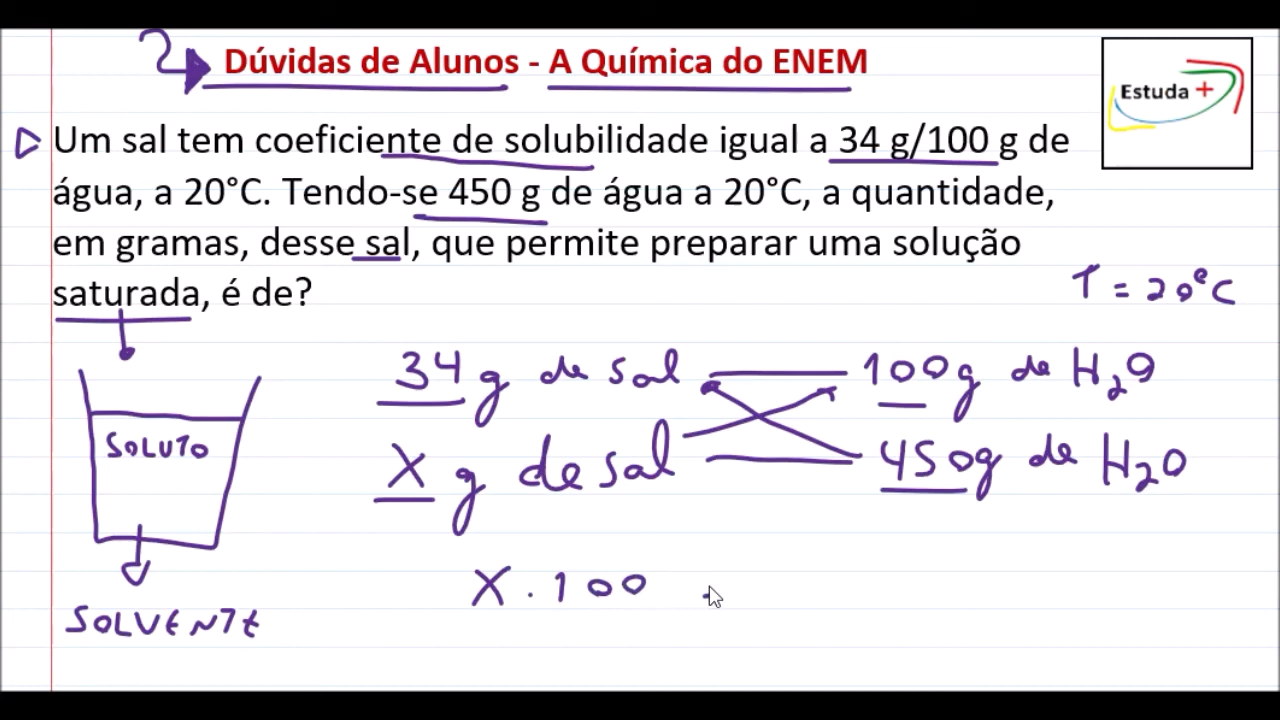 Dúvidas de Alunos - A Química do ENEM
Estuda +
Um sal tem coeficiente de solubilidade igual a 34 g/100 g de
água, a 20°C. Tendo-se 450 g de água a 20°C, a quantidade,
em gramas, desse sal, que permite preparar uma solução
saturada, é de?
T = 20°C
34 g de sal 100g de H2O
SOLUTO
X g de sal 450g de H2O
X . 100
SOLVENTE